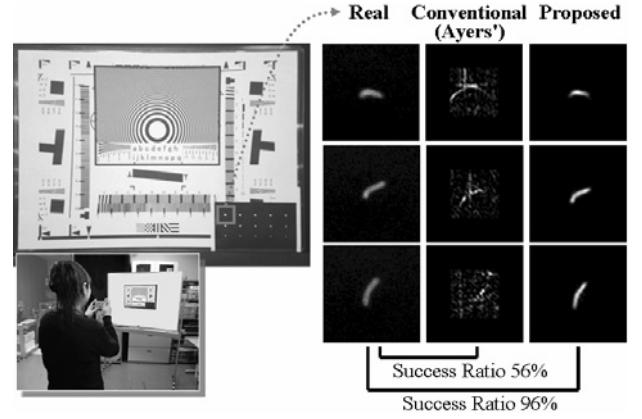 Real
Conventional
(Ayers')
Proposed
abcdefgh
ijklmnopq
Success Ratio 56%
Success Ratio 96%